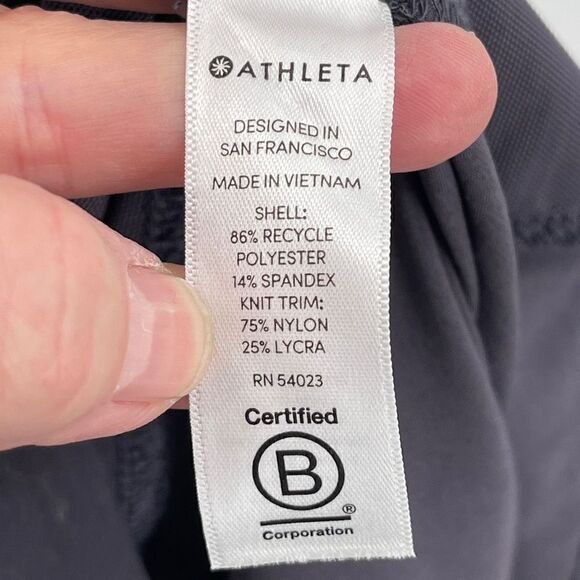 ATHLETA
DESIGNED IN
SAN FRANCISCO
MADE IN VIETNAM
SHELL:
86% RECYCLE
POLYESTER
14% SPANDEX
KNIT TRIM:
75% NYLON
25% LYCRA
RN 54023
Certified
B
®
Corporation